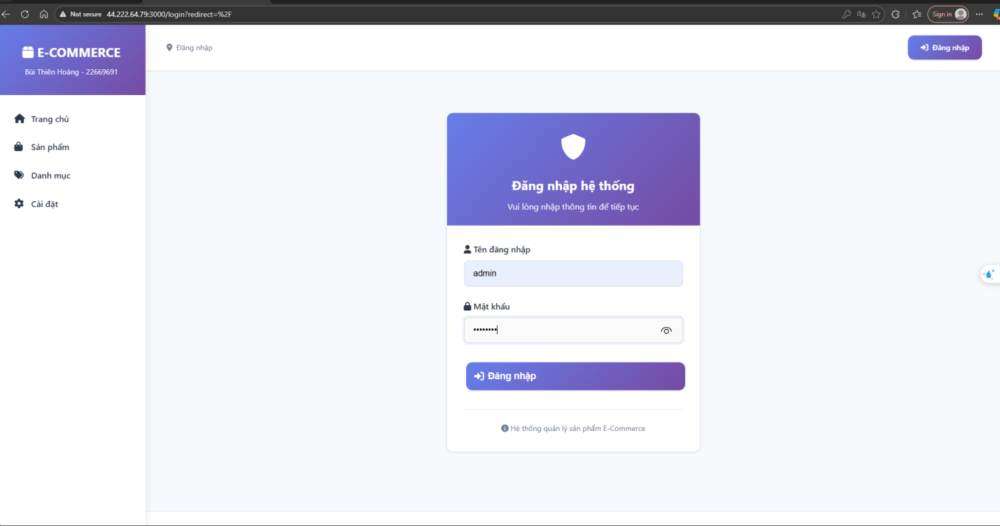 Not secure 44.222.64.79:3000/login?redirect=%2F
Sign in
E-COMMERCE
Bùi Thiên Hoàng - 22669691
Đăng nhập
Đăng nhập
Trang chủ
Sản phẩm
Danh mục
Cài đặt
Đăng nhập hệ thống
Vui lòng nhập thông tin để tiếp tục
Tên đăng nhập
admin
Mật khẩu
••••••••
Đăng nhập
Hệ thống quản lý sản phẩm E-Commerce